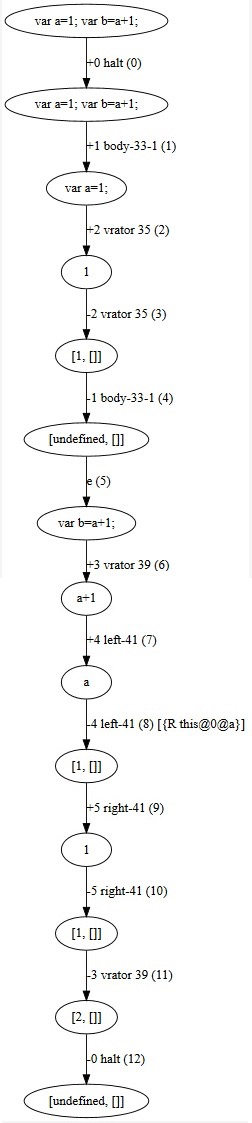 var a=1; var b=a+1;
+0 halt (0)
var a=1; var b=a+1;
+1 body-33-1 (1)
var a=1;
+2 vrator 35 (2)
1
-2 vrator 35 (3)
[1, []]
-1 body-33-1 (4)
[undefined, []]
e (5)
var b=a+1;
+3 vrator 39 (6)
a+1
+4 left-41 (7)
a
-4 left-41 (8) [{R this@0@a}]
[1, []]
+5 right-41 (9)
1
-5 right-41 (10)
[1, []]
-3 vrator 39 (11)
[2, []]
-0 halt (12)
[undefined, []]